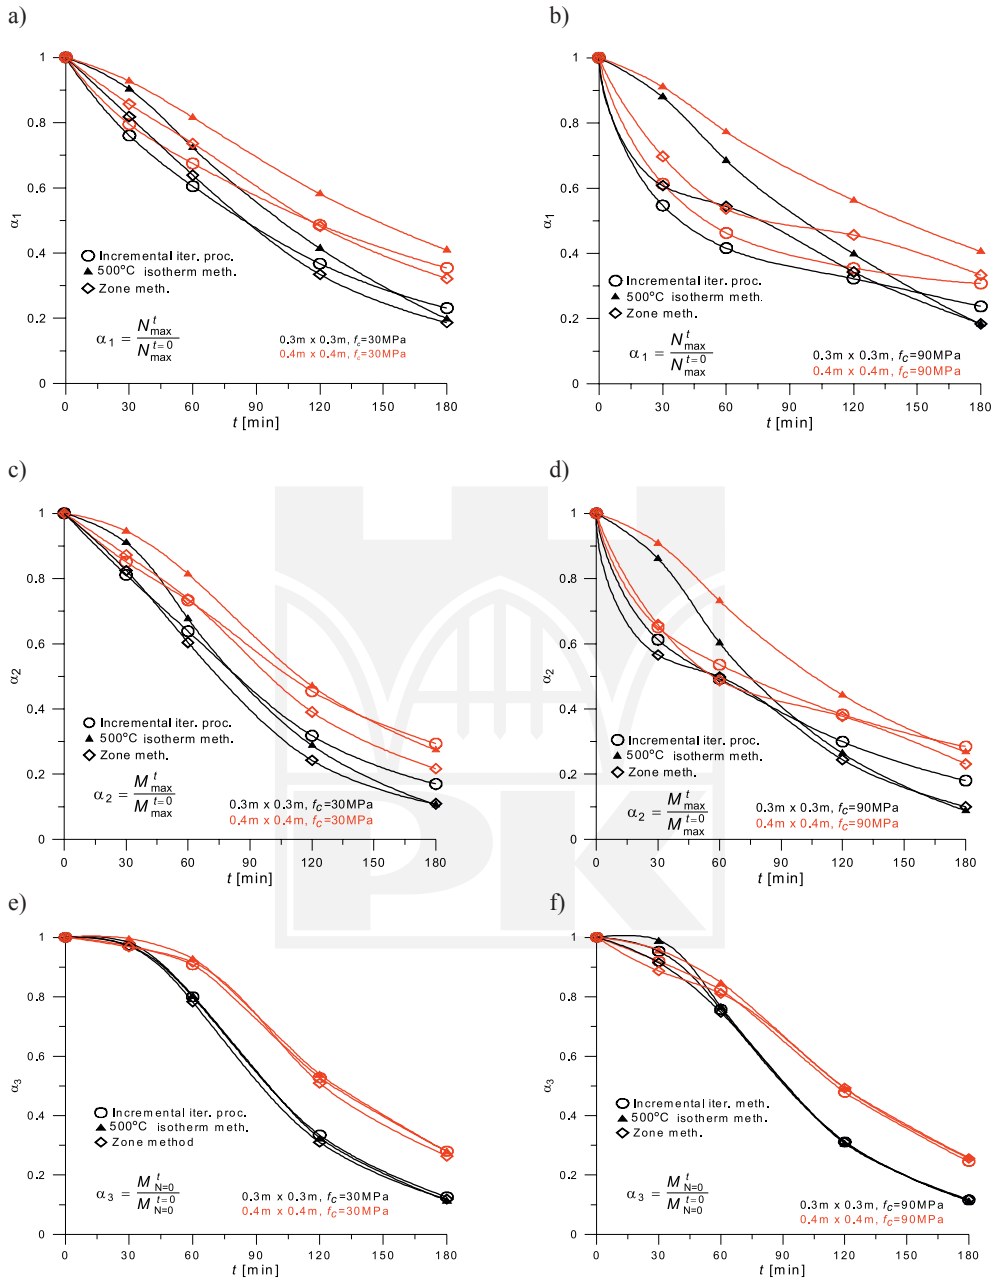 a)
1
0.8
0.6
α1
0.4
0.2
0
Incremental iter. proc.
500°C isotherm meth.
Zone meth.
α1 = N^t_max / N^t=0_max
0.3m x 0.3m, fc=30MPa
0.4m x 0.4m, fc=30MPa
0 30 60 90 120 150 180
t [min]
b)
1
0.8
0.6
α1
0.4
0.2
0
Incremental iter. proc.
500°C isotherm meth.
Zone meth.
α1 = N^t_max / N^t=0_max
0.3m x 0.3m, fc=90MPa
0.4m x 0.4m, fc=90MPa
0 30 60 90 120 150 180
t [min]
c)
1
0.8
0.6
α2
0.4
0.2
0
Incremental iter. proc.
500°C isotherm meth.
Zone meth.
α2 = M^t_max / M^t=0_max
0.3m x 0.3m, fc=30MPa
0.4m x 0.4m, fc=30MPa
0 30 60 90 120 150 180
t [min]
d)
1
0.8
0.6
α2
0.4
0.2
0
Incremental iter. proc.
500°C isotherm meth.
Zone meth.
α2 = M^t_max / M^t=0_max
0.3m x 0.3m, fc=90MPa
0.4m x 0.4m, fc=90MPa
0 30 60 90 120 150 180
t [min]
PK
e)
1
0.8
0.6
α3
0.4
0.2
0
Incremental iter. proc.
500°C isotherm meth.
Zone method
α3 = M^t_N=0 / M^t=0_N=0
0.3m x 0.3m, fc=30MPa
0.4m x 0.4m, fc=30MPa
0 30 60 90 120 150 180
t [min]
f)
1
0.8
0.6
α3
0.4
0.2
0
Incremental iter. meth.
500°C isotherm meth.
Zone meth.
α3 = M^t_N=0 / M^t=0_N=0
0.3m x 0.3m, fc=90MPa
0.4m x 0.4m, fc=90MPa
0 30 60 90 120 150 180
t [min]